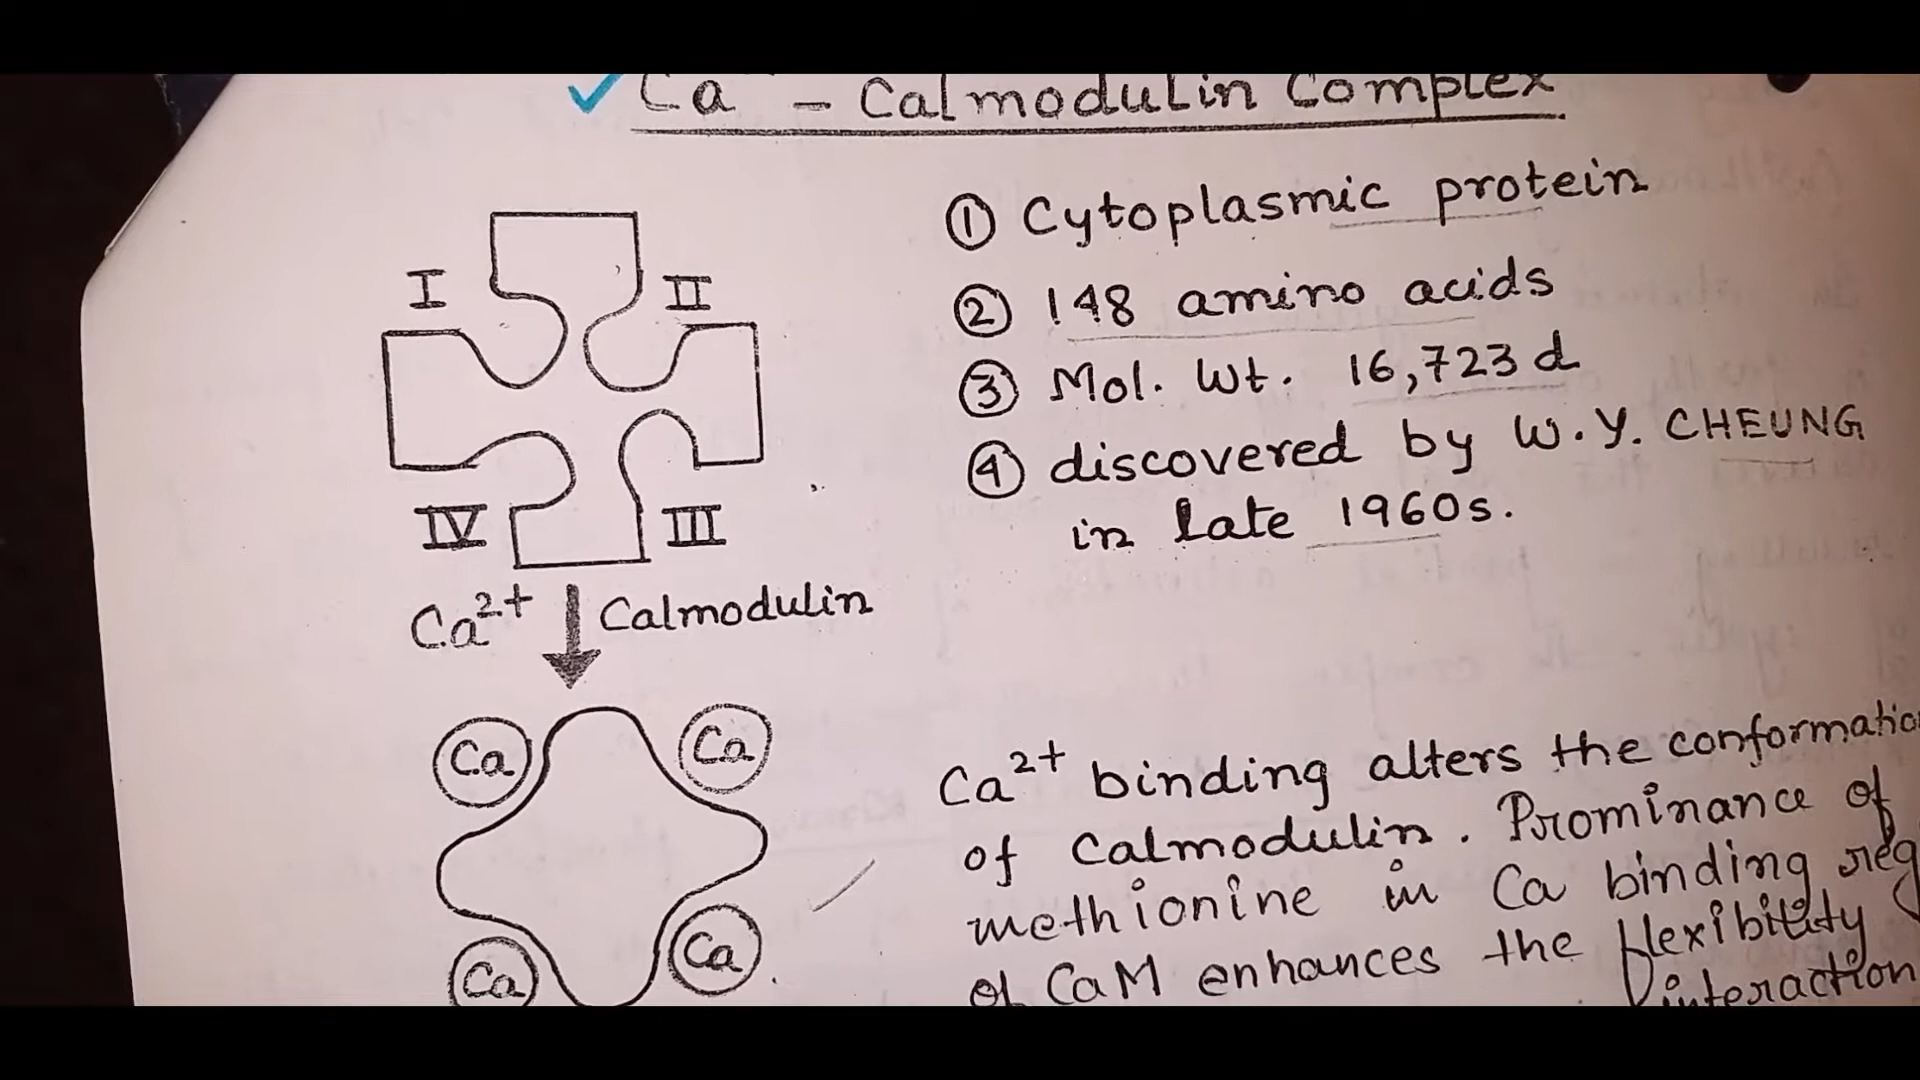 ✓ Ca - Calmodulin Complex
① Cytoplasmic protein
② 148 amino acids
③ Mol. Wt. 16,723 d
④ discovered by W.Y. CHEUNG
in late 1960s.
I II
IV III
Ca²⁺ Calmodulin
Ca Ca
Ca Ca
Ca²⁺ binding alters the conformatio
of Calmodulin. Prominance of
methionine in Ca binding reg
of CaM enhances the flexibility
interaction